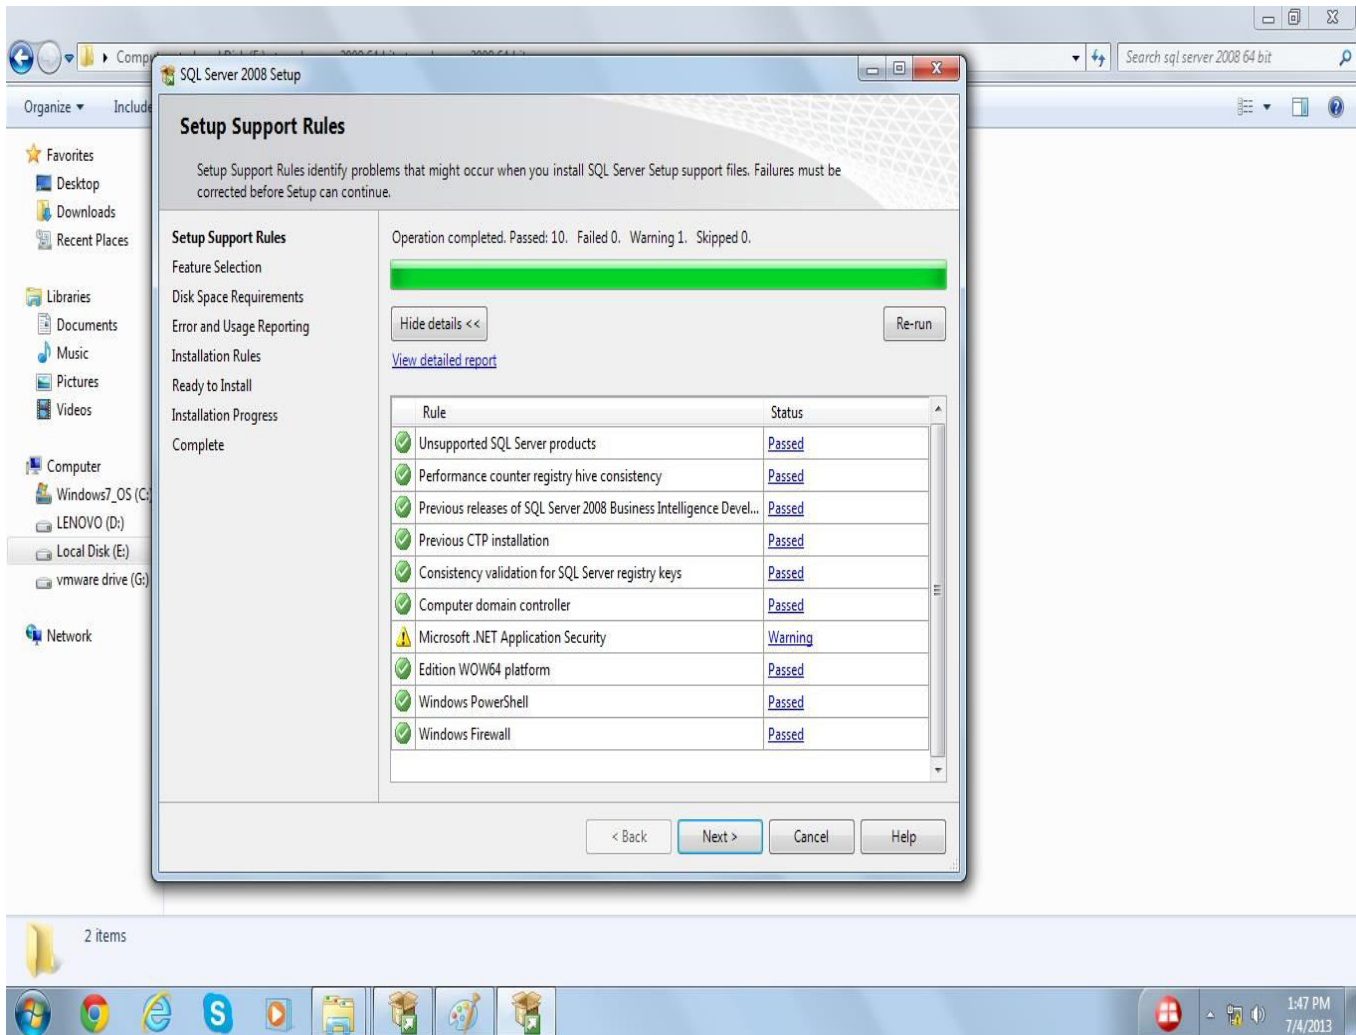 Search sql server 2008 64 bit
Organize
Include
Favorites
Desktop
Downloads
Recent Places
Libraries
Documents
Music
Pictures
Videos
Computer
Windows7_OS (C:)
LENOVO (D:)
Local Disk (E:)
vmware drive (G:)
Network
2 items
SQL Server 2008 Setup
Setup Support Rules
Setup Support Rules identify problems that might occur when you install SQL Server Setup support files. Failures must be
corrected before Setup can continue.
Setup Support Rules
Feature Selection
Disk Space Requirements
Error and Usage Reporting
Installation Rules
Ready to Install
Installation Progress
Complete
Operation completed. Passed: 10. Failed 0. Warning 1. Skipped 0.
Hide details <<
Re-run
View detailed report
Rule Status
Unsupported SQL Server products Passed
Performance counter registry hive consistency Passed
Previous releases of SQL Server 2008 Business Intelligence Devel... Passed
Previous CTP installation Passed
Consistency validation for SQL Server registry keys Passed
Computer domain controller Passed
Microsoft .NET Application Security Warning
Edition WOW64 platform Passed
Windows PowerShell Passed
Windows Firewall Passed
< Back Next > Cancel Help
1:47 PM
7/4/2013